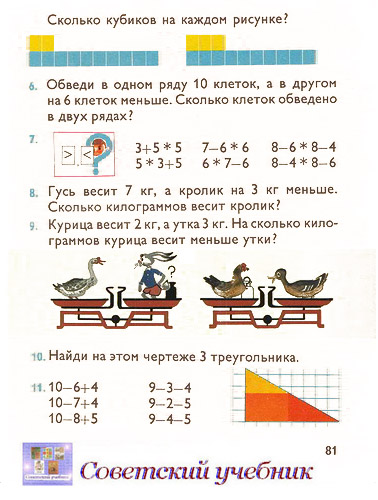 Сколько кубиков на каждом рисунке?
6. Обведи в одном ряду 10 клеток, а в другом
на 6 клеток меньше. Сколько клеток обведено
в двух рядах?
7.
> , < ?
3+5 * 5 7−6 * 6 8−6 * 8−4
5 * 3+5 6 * 7−6 8−4 * 8−6
8. Гусь весит 7 кг, а кролик на 3 кг меньше.
Сколько килограммов весит кролик?
9. Курица весит 2 кг, а утка 3 кг. На сколько кило-
граммов курица весит меньше утки?
?
10. Найди на этом чертеже 3 треугольника.
11. 10−6+4 9−3−4
10−7+4 9−2−5
10−8+5 9−4−5
81
Советский учебник